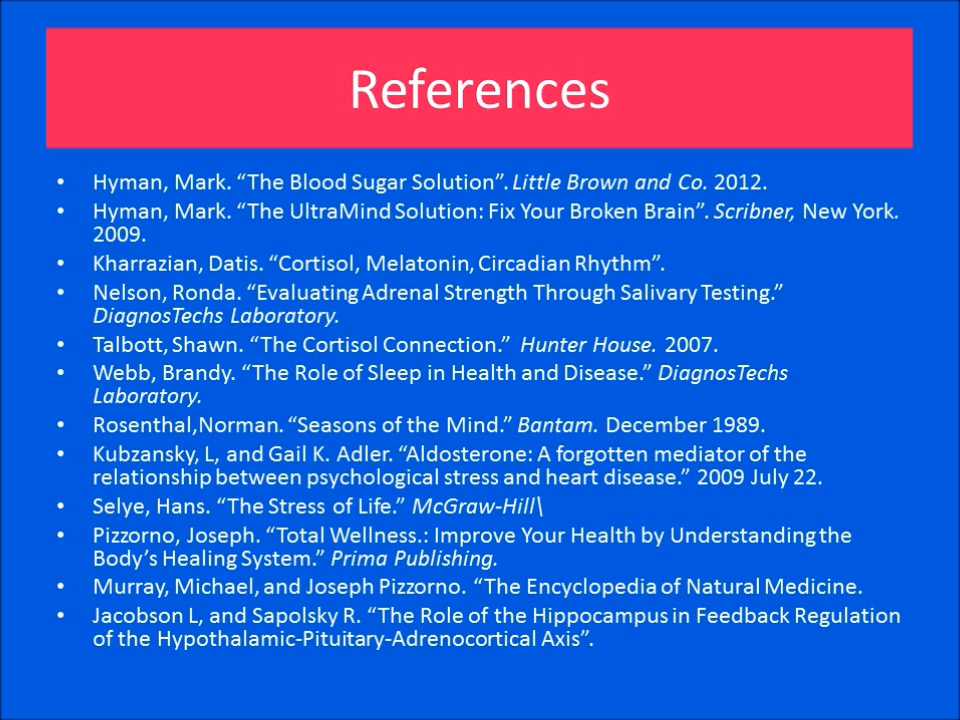 References
• Hyman, Mark. “The Blood Sugar Solution”. Little Brown and Co. 2012.
• Hyman, Mark. “The UltraMind Solution: Fix Your Broken Brain”. Scribner, New York.
2009.
• Kharrazian, Datis. “Cortisol, Melatonin, Circadian Rhythm”.
• Nelson, Ronda. “Evaluating Adrenal Strength Through Salivary Testing.”
DiagnosTechs Laboratory.
• Talbott, Shawn. “The Cortisol Connection.” Hunter House. 2007.
• Webb, Brandy. “The Role of Sleep in Health and Disease.” DiagnosTechs
Laboratory.
• Rosenthal,Norman. “Seasons of the Mind.” Bantam. December 1989.
• Kubzansky, L, and Gail K. Adler. “Aldosterone: A forgotten mediator of the
relationship between psychological stress and heart disease.” 2009 July 22.
• Selye, Hans. “The Stress of Life.” McGraw-Hill\
• Pizzorno, Joseph. “Total Wellness.: Improve Your Health by Understanding the
Body’s Healing System.” Prima Publishing.
• Murray, Michael, and Joseph Pizzorno. “The Encyclopedia of Natural Medicine.
• Jacobson L, and Sapolsky R. “The Role of the Hippocampus in Feedback Regulation
of the Hypothalamic-Pituitary-Adrenocortical Axis”.